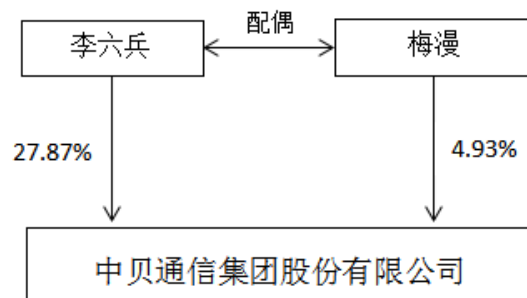 配偶
李六兵
梅漫
27.87%
4.93%
中贝通信集团股份有限公司